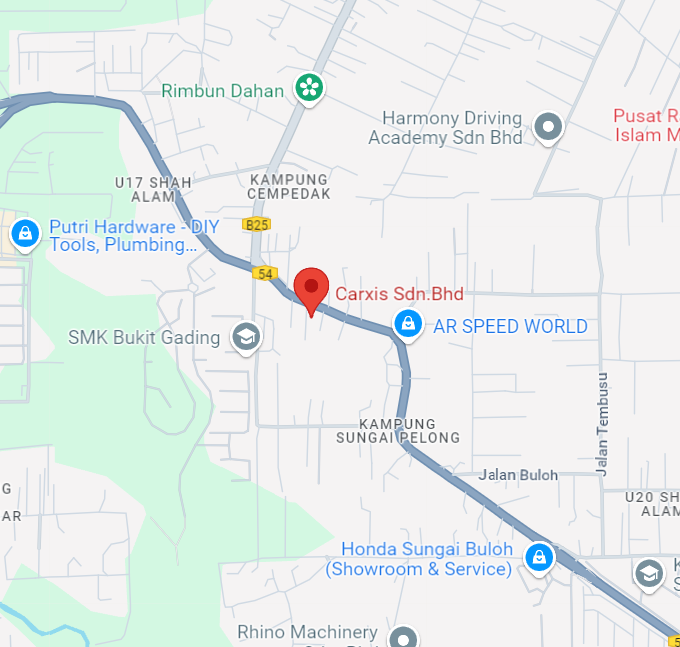 Rimbun Dahan
Harmony Driving
Academy Sdn Bhd
Pusat R
Islam M
U17 SHAH
ALAM
KAMPUNG
CEMPEDAK
B25
Putri Hardware - DIY
Tools, Plumbing...
54
Carxis Sdn.Bhd
AR SPEED WORLD
SMK Bukit Gading
KAMPUNG
SUNGAI PELONG
Jalan Tembusu
Jalan Buloh
G
AR
U20 SH
ALAM
Honda Sungai Buloh
(Showroom & Service)
K
S
Rhino Machinery
5